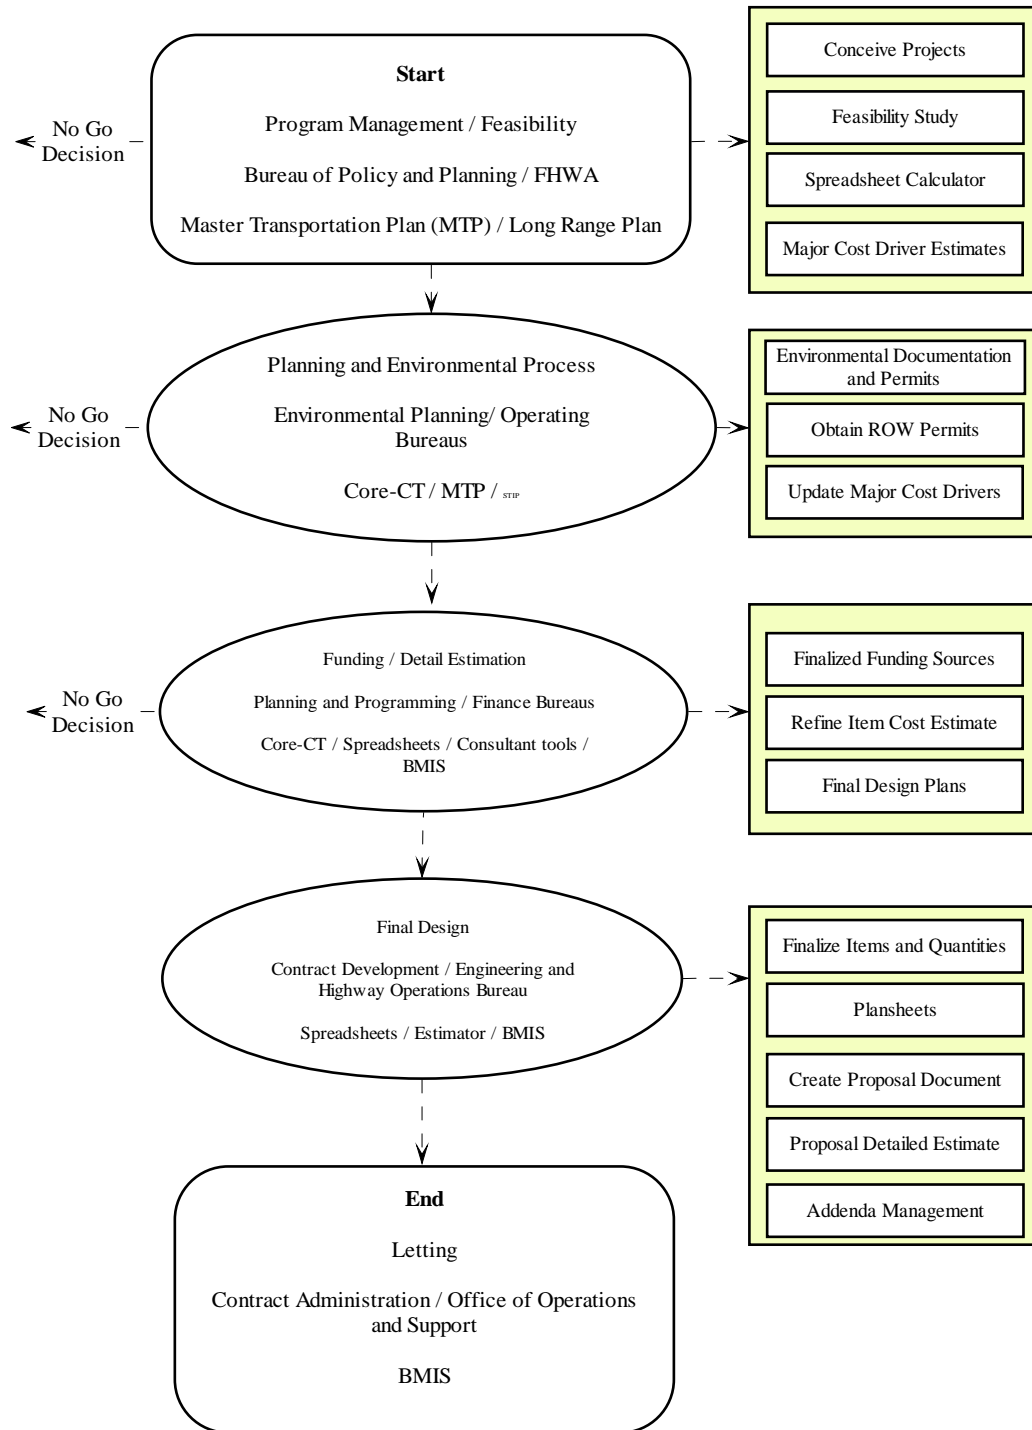 Start
Program Management / Feasibility
Bureau of Policy and Planning / FHWA
Master Transportation Plan (MTP) / Long Range Plan
No Go
Decision
Conceive Projects
Feasibility Study
Spreadsheet Calculator
Major Cost Driver Estimates
Planning and Environmental Process
Environmental Planning/ Operating
Bureaus
Core-CT / MTP / STIP
No Go
Decision
Environmental Documentation
and Permits
Obtain ROW Permits
Update Major Cost Drivers
Funding / Detail Estimation
Planning and Programming / Finance Bureaus
Core-CT / Spreadsheets / Consultant tools /
BMIS
No Go
Decision
Finalized Funding Sources
Refine Item Cost Estimate
Final Design Plans
Final Design
Contract Development / Engineering and
Highway Operations Bureau
Spreadsheets / Estimator / BMIS
Finalize Items and Quantities
Plansheets
Create Proposal Document
Proposal Detailed Estimate
Addenda Management
End
Letting
Contract Administration / Office of Operations
and Support
BMIS